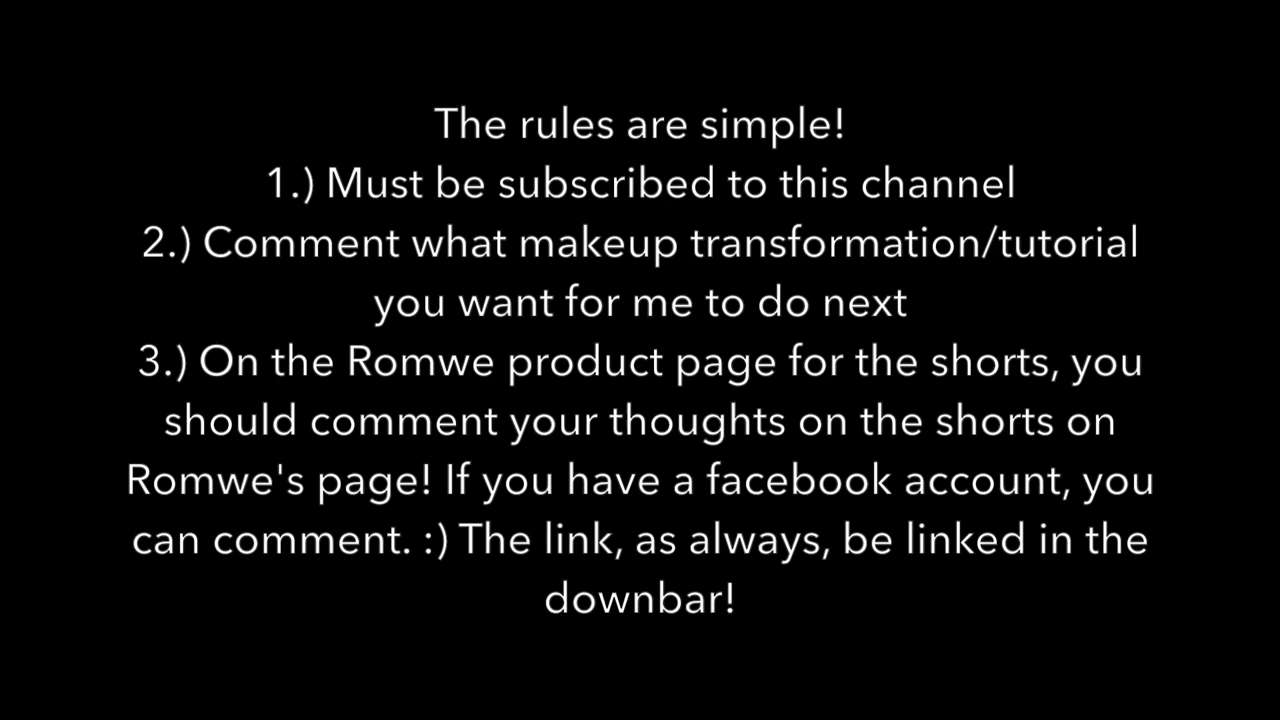 The rules are simple!
1.) Must be subscribed to this channel
2.) Comment what makeup transformation/tutorial
you want for me to do next
3.) On the Romwe product page for the shorts, you
should comment your thoughts on the shorts on
Romwe's page! If you have a facebook account, you
can comment. :) The link, as always, be linked in the
downbar!